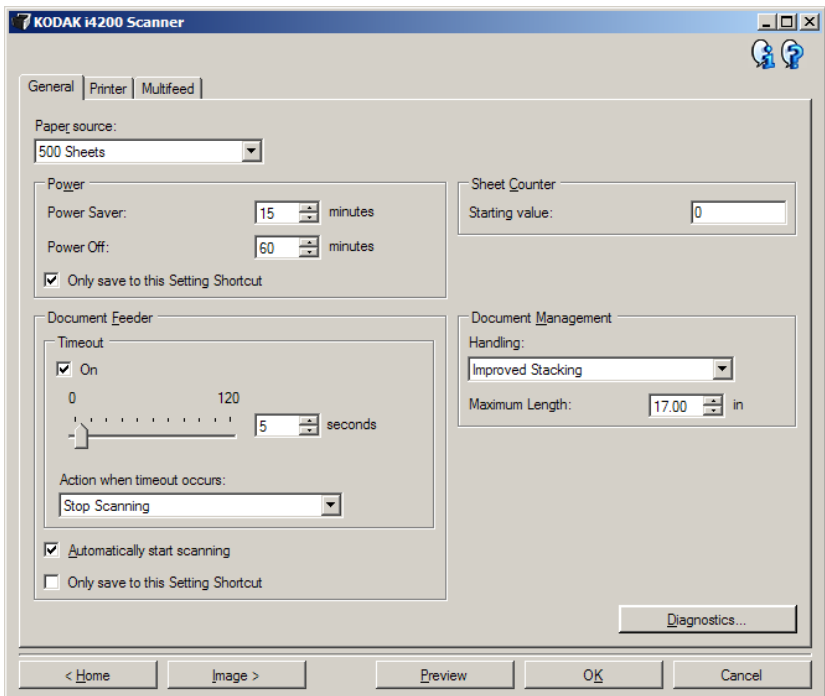 KODAK i4200 Scanner
General Printer Multifeed
Paper source:
500 Sheets
Power
Power Saver: 15 minutes
Power Off: 60 minutes
Only save to this Setting Shortcut
Sheet Counter
Starting value: 0
Document Feeder
Timeout
On
0 120
5 seconds
Action when timeout occurs:
Stop Scanning
Automatically start scanning
Only save to this Setting Shortcut
Document Management
Handling:
Improved Stacking
Maximum Length: 17.00 in
Diagnostics...
< Home Image > Preview OK Cancel